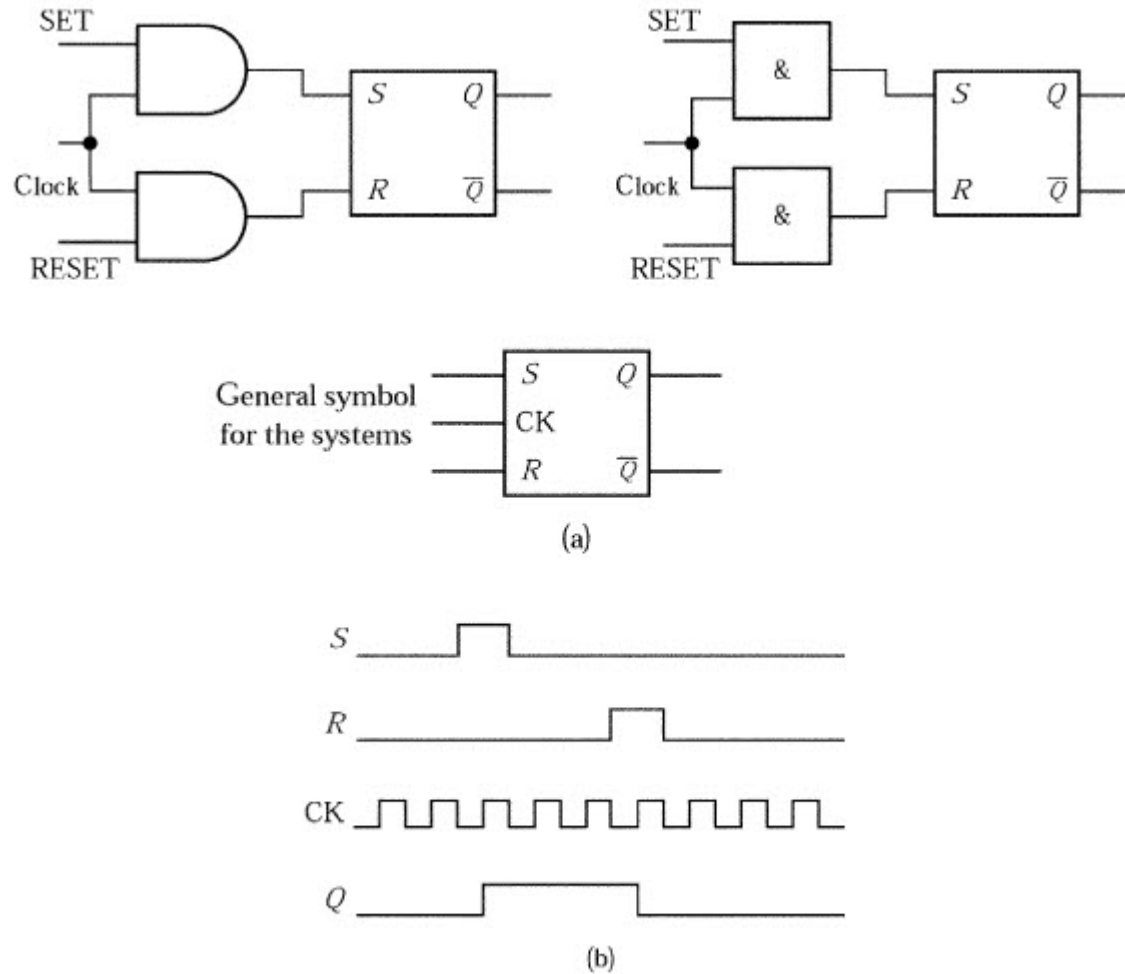 SET
S
Q
Clock
R
Q̅
RESET
SET
&
S
Q
Clock
&
R
Q̅
RESET
General symbol
for the systems
S
Q
CK
R
Q̅
(a)
S
R
CK
Q
(b)